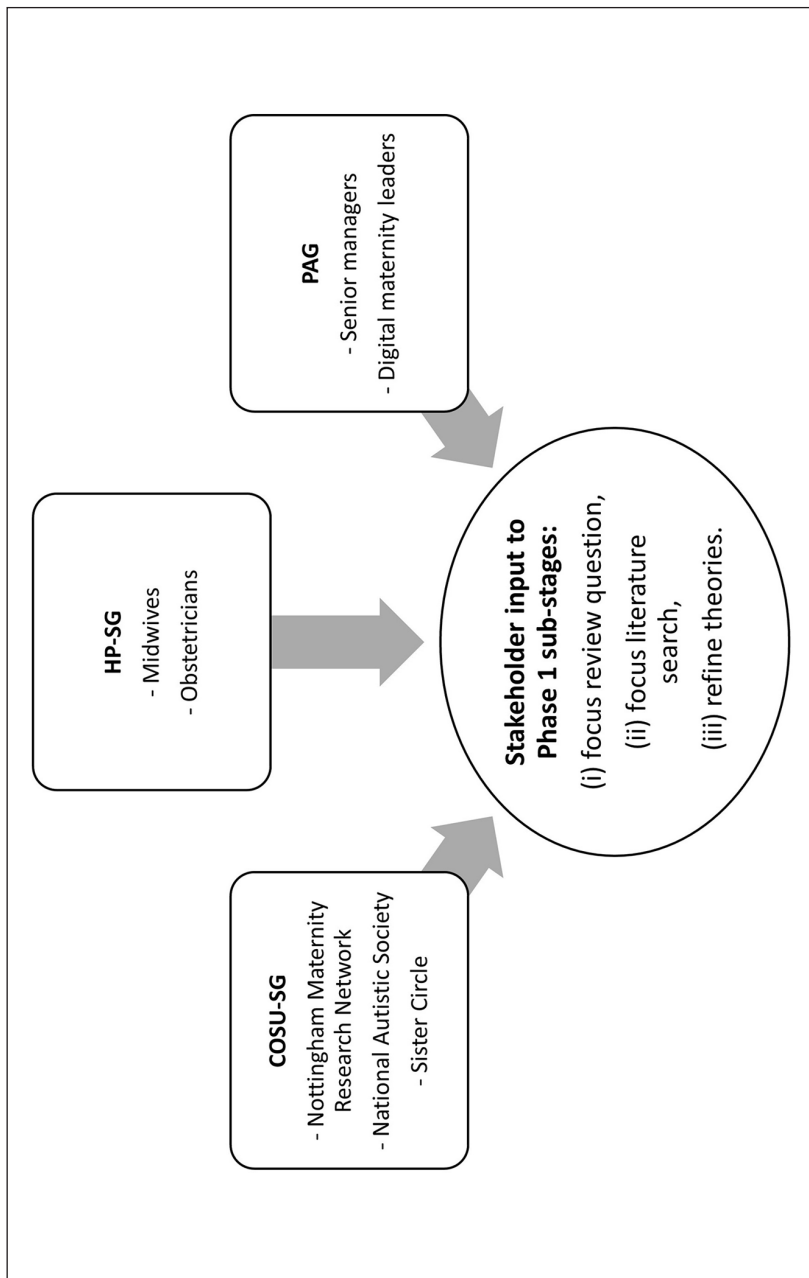 COSU-SG
- Nottingham Maternity
Research Network
- National Autistic Society
- Sister Circle
HP-SG
- Midwives
- Obstetricians
PAG
- Senior managers
- Digital maternity leaders
Stakeholder input to
Phase 1 sub-stages:
(i) focus review question,
(ii) focus literature
search,
(iii) refine theories.